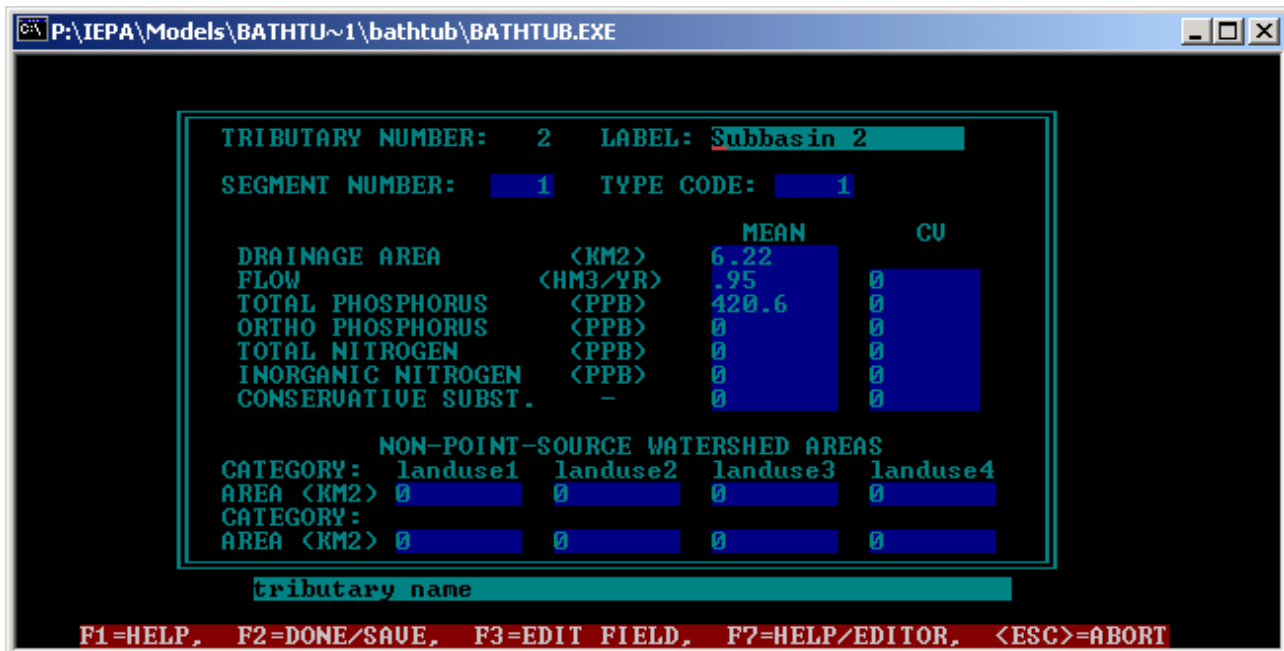 P:\IEPA\Models\BATHTU~1\bathtub\BATHTUB.EXE
TRIBUTARY NUMBER: 2 LABEL: Subbasin 2
SEGMENT NUMBER: 1 TYPE CODE: 1
MEAN CV
DRAINAGE AREA (KM2) 6.22
FLOW (HM3/YR) .95 0
TOTAL PHOSPHORUS (PPB) 420.6 0
ORTHO PHOSPHORUS (PPB) 0 0
TOTAL NITROGEN (PPB) 0 0
INORGANIC NITROGEN (PPB) 0 0
CONSERVATIVE SUBST. - 0 0
NON-POINT-SOURCE WATERSHED AREAS
CATEGORY: landuse1 landuse2 landuse3 landuse4
AREA (KM2) 0 0 0 0
CATEGORY:
AREA (KM2) 0 0 0 0
tributary name
F1=HELP, F2=DONE/SAVE, F3=EDIT FIELD, F7=HELP/EDITOR, <ESC>=ABORT